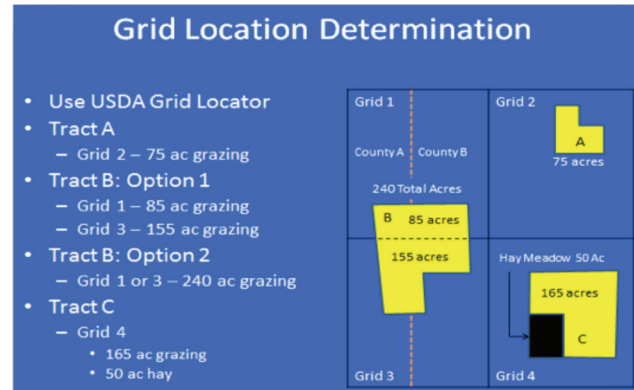 Grid Location Determination
• Use USDA Grid Locator
• Tract A
– Grid 2 – 75 ac grazing
• Tract B: Option 1
– Grid 1 – 85 ac grazing
– Grid 3 – 155 ac grazing
• Tract B: Option 2
– Grid 1 or 3 – 240 ac grazing
• Tract C
– Grid 4
• 165 ac grazing
• 50 ac hay
Grid 1
Grid 2
County A
County B
A
75 acres
240 Total Acres
B 85 acres
155 acres
Hay Meadow 50 Ac
165 acres
C
Grid 3
Grid 4